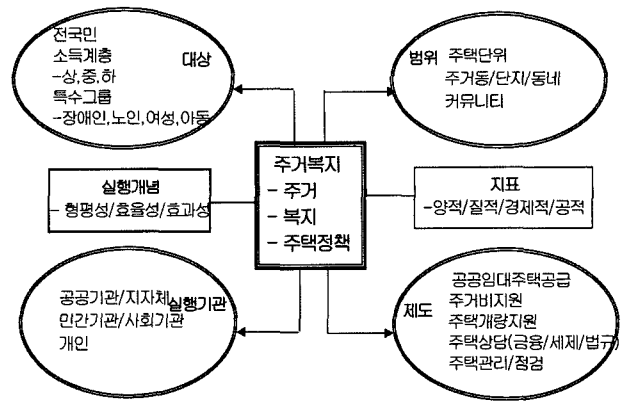 전국민
소득계층
-상,중,하
특수그룹
-장애인,노인,여성,아동
대상
범위
주택단위
주거동/단지/동네
커뮤니티
주거복지
- 주거
- 복지
- 주택정책
실행개념
- 형평성/효율성/효과성
지표
-양적/질적/경제적/공적
공공기관/지자체
민간기관/사회기관
개인
실행기관
제도
공공임대주택공급
주거비지원
주택개량지원
주택상담(금융/세제/법규)
주택관리/점검